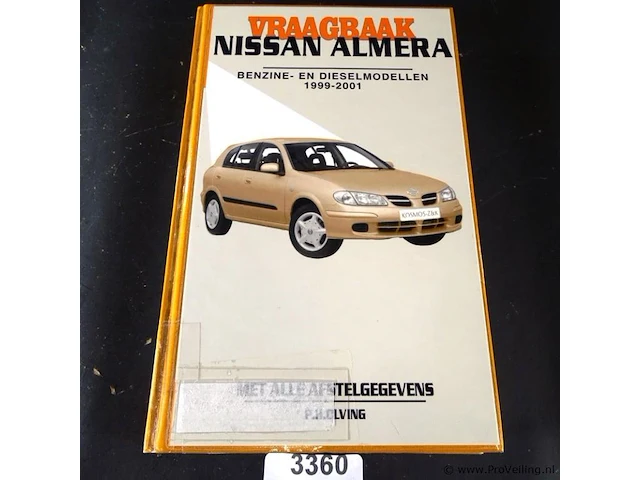 VRAAGBAAK
NISSAN ALMERA
BENZINE- EN DIESELMODELLEN
1999-2001
KOSMOS-Z&K
MET ALLE AFSTELGEGEVENS
P.H.OLVING
3360
© www.ProVeiling.nl